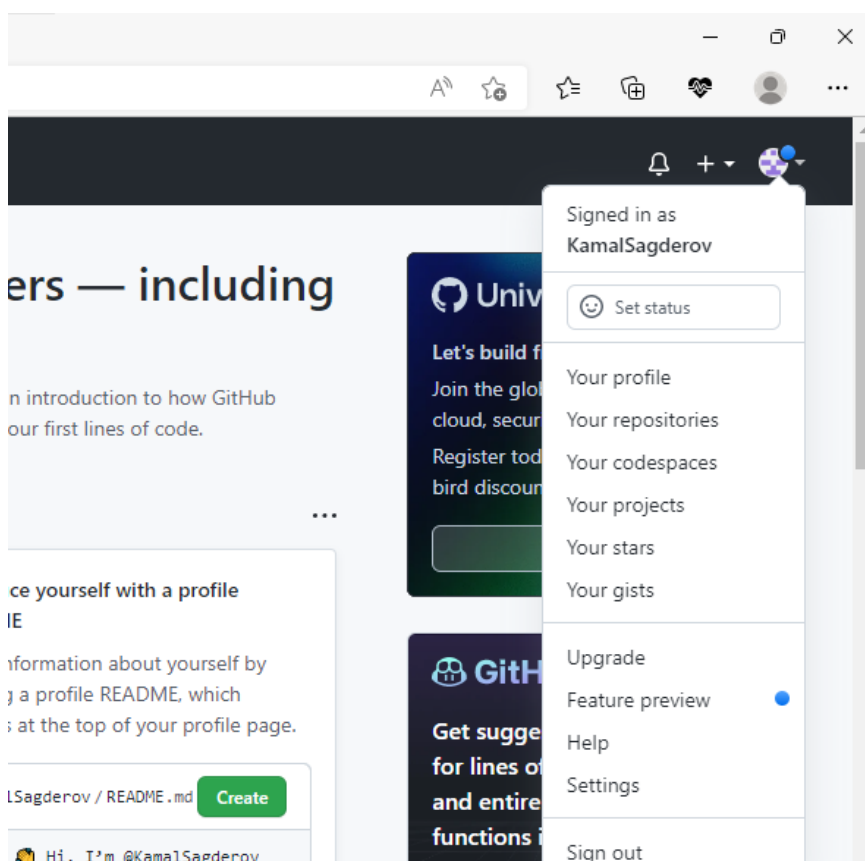 Signed in as
KamalSagderov
Set status
Your profile
Your repositories
Your codespaces
Your projects
Your stars
Your gists
Upgrade
Feature preview
Help
Settings
Sign out
ers — including
n introduction to how GitHub
our first lines of code.
ce yourself with a profile
IE
nformation about yourself by
g a profile README, which
s at the top of your profile page.
lSagderov / README.md
Create
Hi, I'm @KamalSagderov
Univ
Let's build f
Join the glo
cloud, secur
Register tod
bird discoun
GitH
Get sugge
for lines of
and entire
functions i